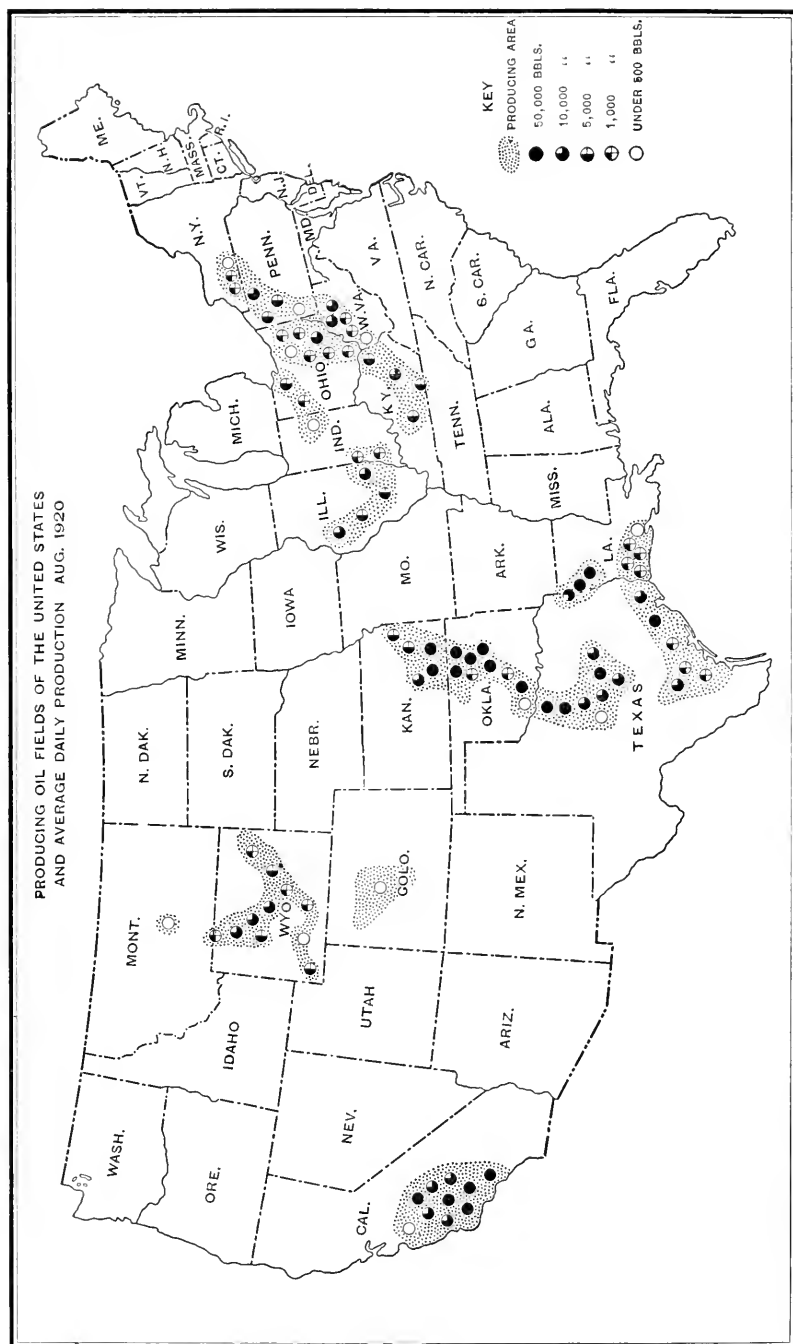 PRODUCING OIL FIELDS OF THE UNITED STATES
AND AVERAGE DAILY PRODUCTION AUG. 1920
WASH.
ORE.
CAL.
NEV.
IDAHO
MONT.
WYO
UTAH
COLO.
ARIZ.
N. MEX.
N. DAK.
S. DAK.
NEBR.
KAN.
OKLA.
TEXAS
MINN.
IOWA
MO.
ARK.
LA.
WIS.
ILL.
MICH.
IND.
OHIO
KY
TENN.
MISS.
ALA.
GA.
FLA.
S. CAR.
N. CAR.
VA.
W.VA.
MD.
DEL.
PENN.
N.J.
N.Y.
CT.
R.I.
MASS.
VT.
N.H.
ME.
KEY
PRODUCING AREA
50,000 BBLS.
10,000 "
5,000 "
1,000 "
UNDER 500 BBLS.